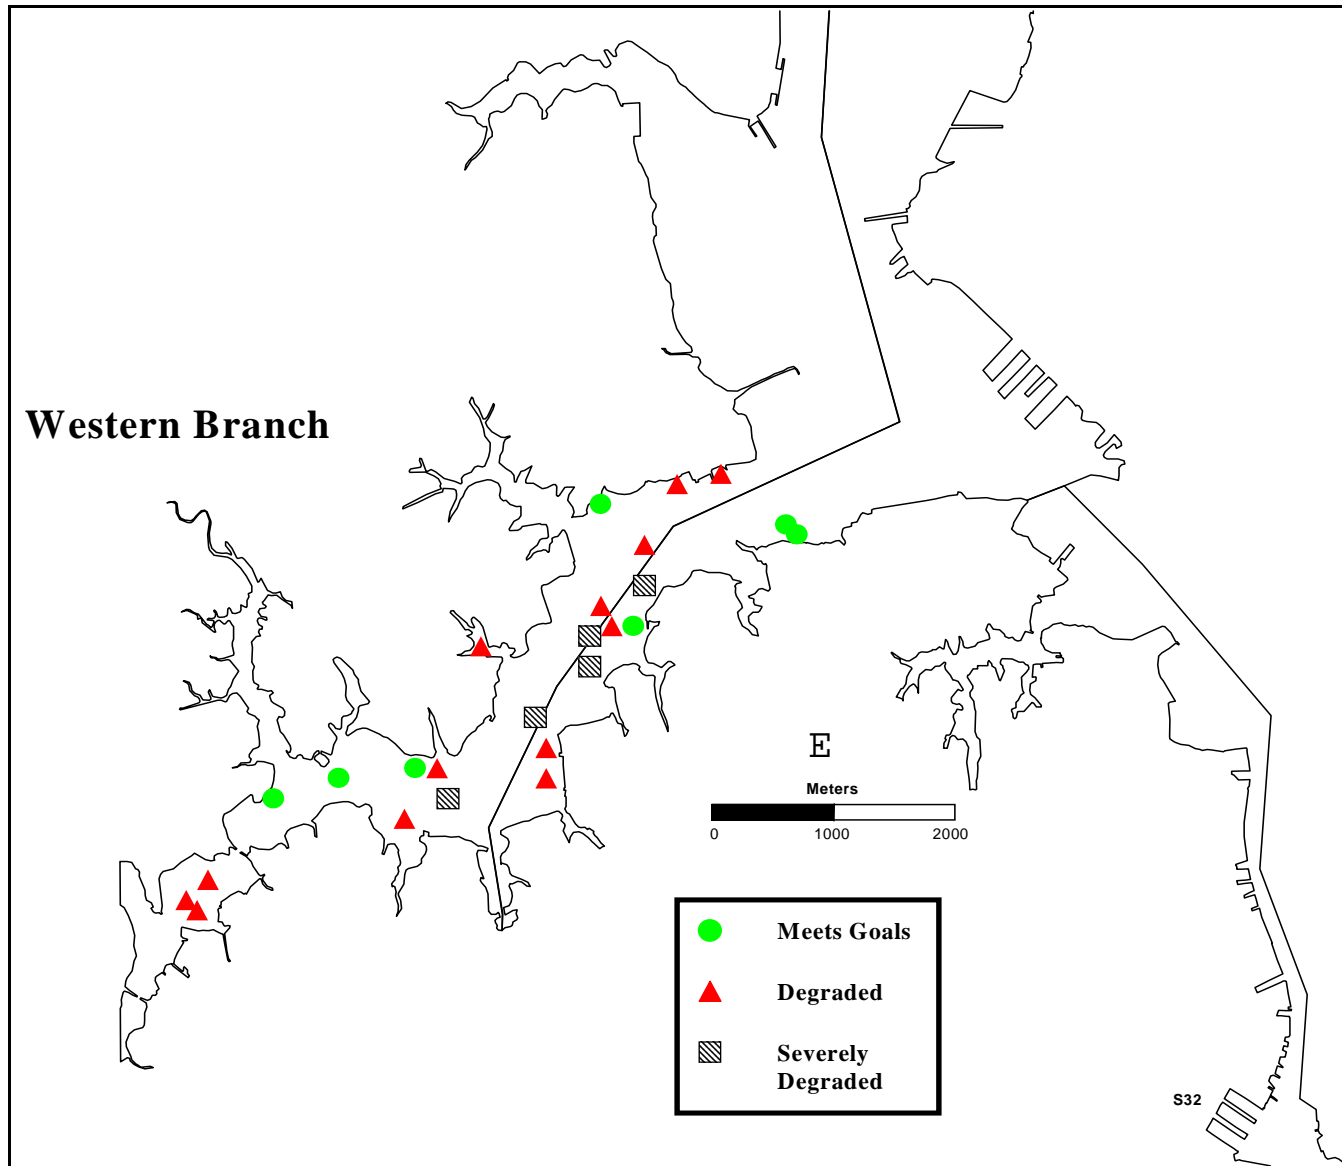 Western Branch
E
Meters
0 1000 2000
Meets Goals
Degraded
Severely
Degraded
S32